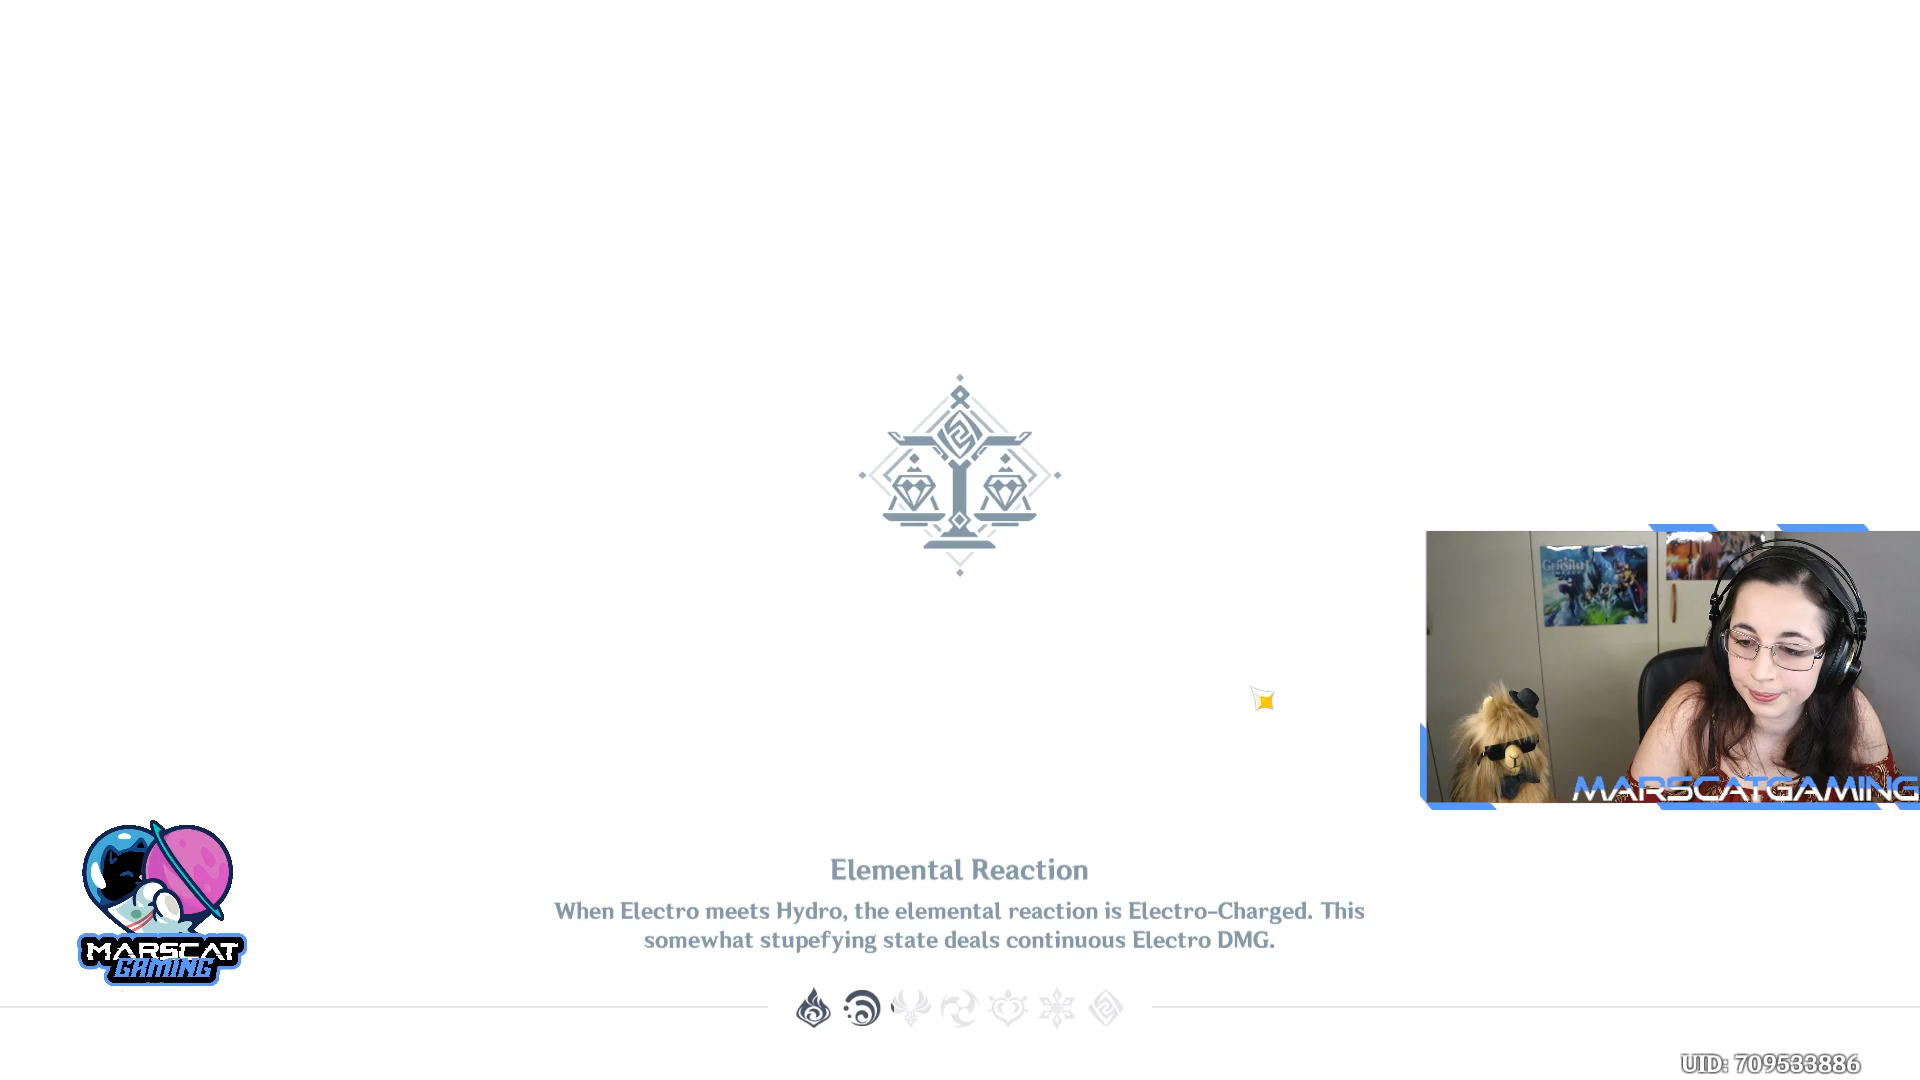 Genshin
MARSCATGAMING
MARSCAT
GAMING
Elemental Reaction
When Electro meets Hydro, the elemental reaction is Electro-Charged. This
somewhat stupefying state deals continuous Electro DMG.
UID: 709533886